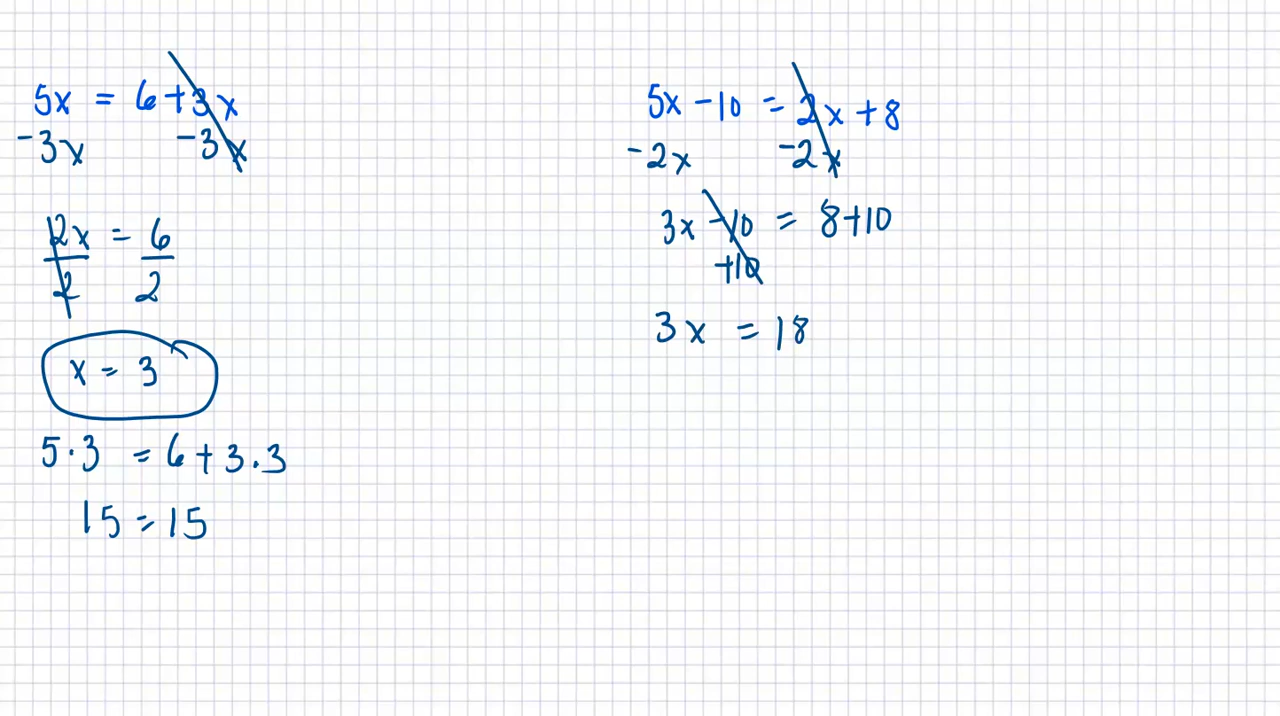 5x = 6 + 3x
-3x -3x
2x = 6
2 2
x = 3
5·3 = 6 + 3·3
15 = 15
5x - 10 = 2x + 8
-2x -2x
3x - 10 = 8 + 10
+10
3x = 18